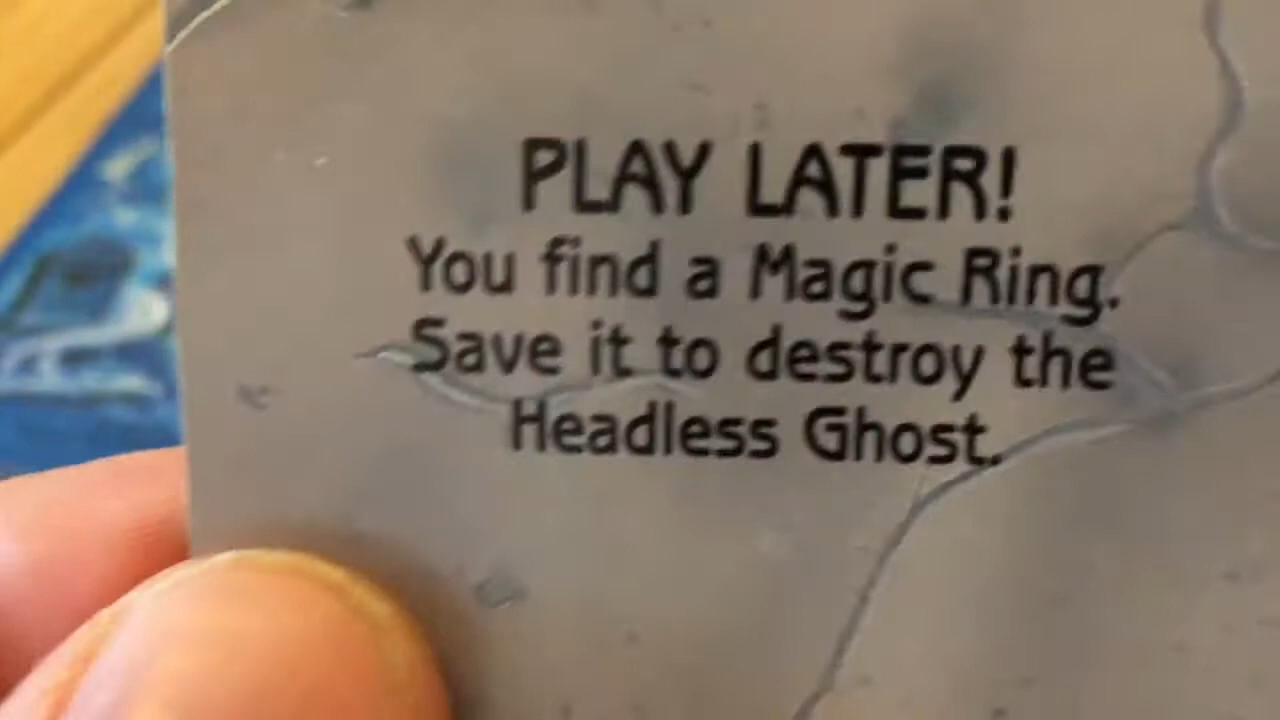 PLAY LATER!
You find a Magic Ring.
Save it to destroy the
Headless Ghost.